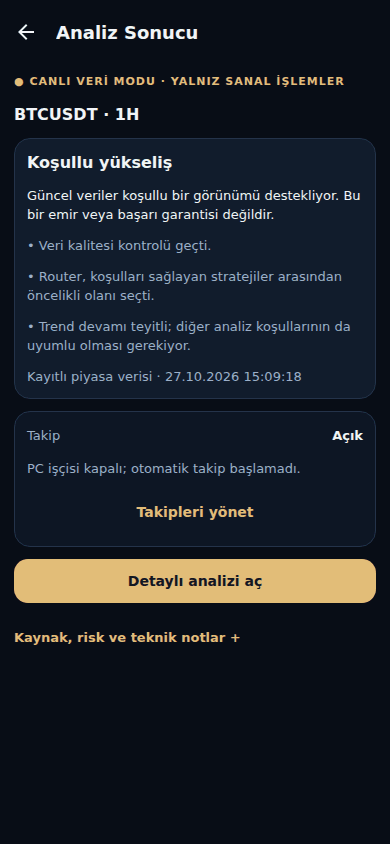 Analiz Sonucu
● CANLI VERİ MODU · YALNIZ SANAL İŞLEMLER
BTCUSDT · 1H
Koşullu yükseliş
Güncel veriler koşullu bir görünümü destekliyor. Bu
bir emir veya başarı garantisi değildir.
• Veri kalitesi kontrolü geçti.
• Router, koşulları sağlayan stratejiler arasından
öncelikli olanı seçti.
• Trend devamı teyitli; diğer analiz koşullarının da
uyumlu olması gerekiyor.
Kayıtlı piyasa verisi · 27.10.2026 15:09:18
Takip Açık
PC işçisi kapalı; otomatik takip başlamadı.
Takipleri yönet
Detaylı analizi aç
Kaynak, risk ve teknik notlar +